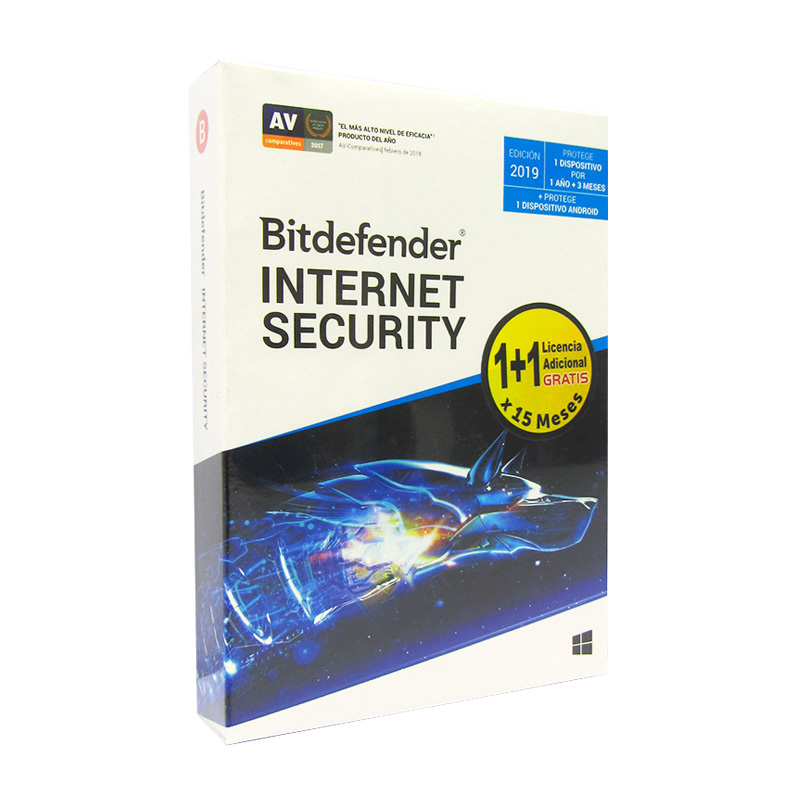 B
Bitdefender INTERNET SECURITY
AV
comparatives 2017
"EL MÁS ALTO NIVEL DE EFICACIA"¹
PRODUCTO DEL AÑO
AV-Comparatives| febrero de 2018
EDICIÓN
2019
PROTEGE
1 DISPOSITIVO
POR
1 AÑO + 3 MESES
+ PROTEGE
1 DISPOSITIVO ANDROID
Bitdefender®
INTERNET
SECURITY
1+1 Licencia
Adicional
GRATIS
x 15 Meses